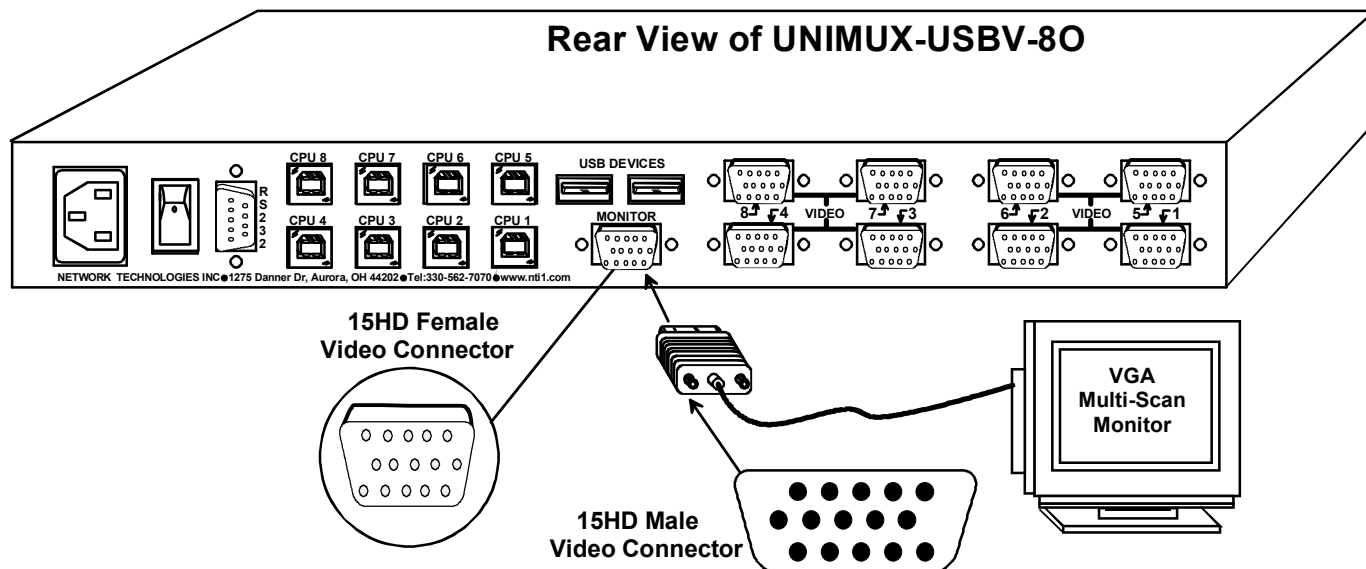 Rear View of UNIMUX-USBV-8O
CPU 8 CPU 7 CPU 6 CPU 5
USB DEVICES
RS232
8 4 VIDEO 7 3 6 2 VIDEO 5 1
CPU 4 CPU 3 CPU 2 CPU 1
MONITOR
NETWORK TECHNOLOGIES INC●1275 Danner Dr, Aurora, OH 44202●Tel:330-562-7070●www.nti1.com
15HD Female
Video Connector
VGA
Multi-Scan
Monitor
15HD Male
Video Connector